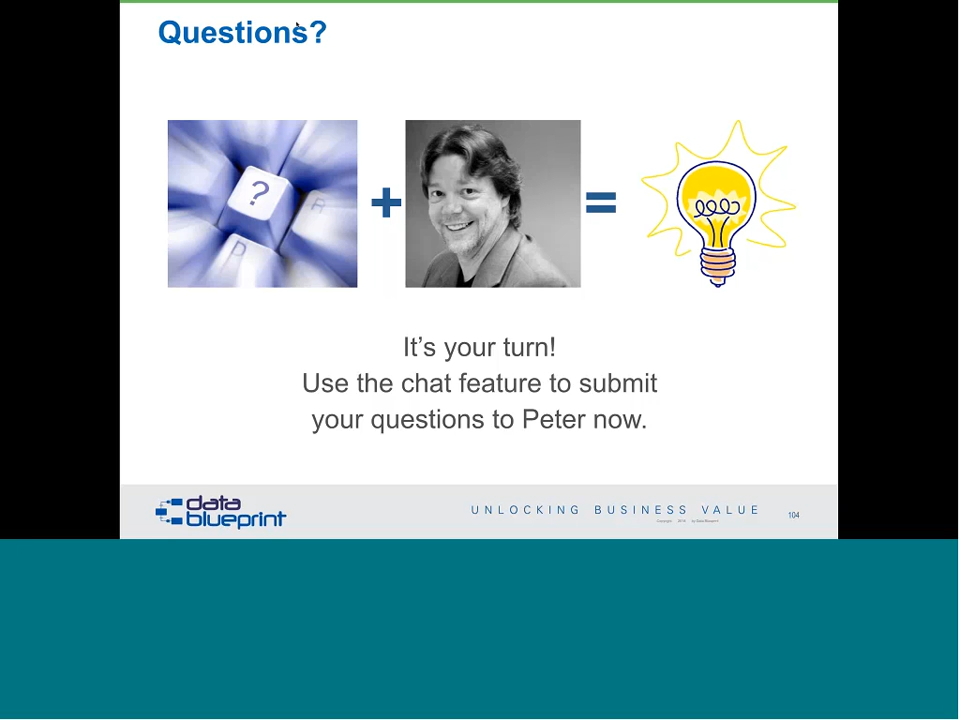 Questions?
?
R
D
+
=
It's your turn!
Use the chat feature to submit
your questions to Peter now.
data
blueprint
UNLOCKING BUSINESS VALUE
104